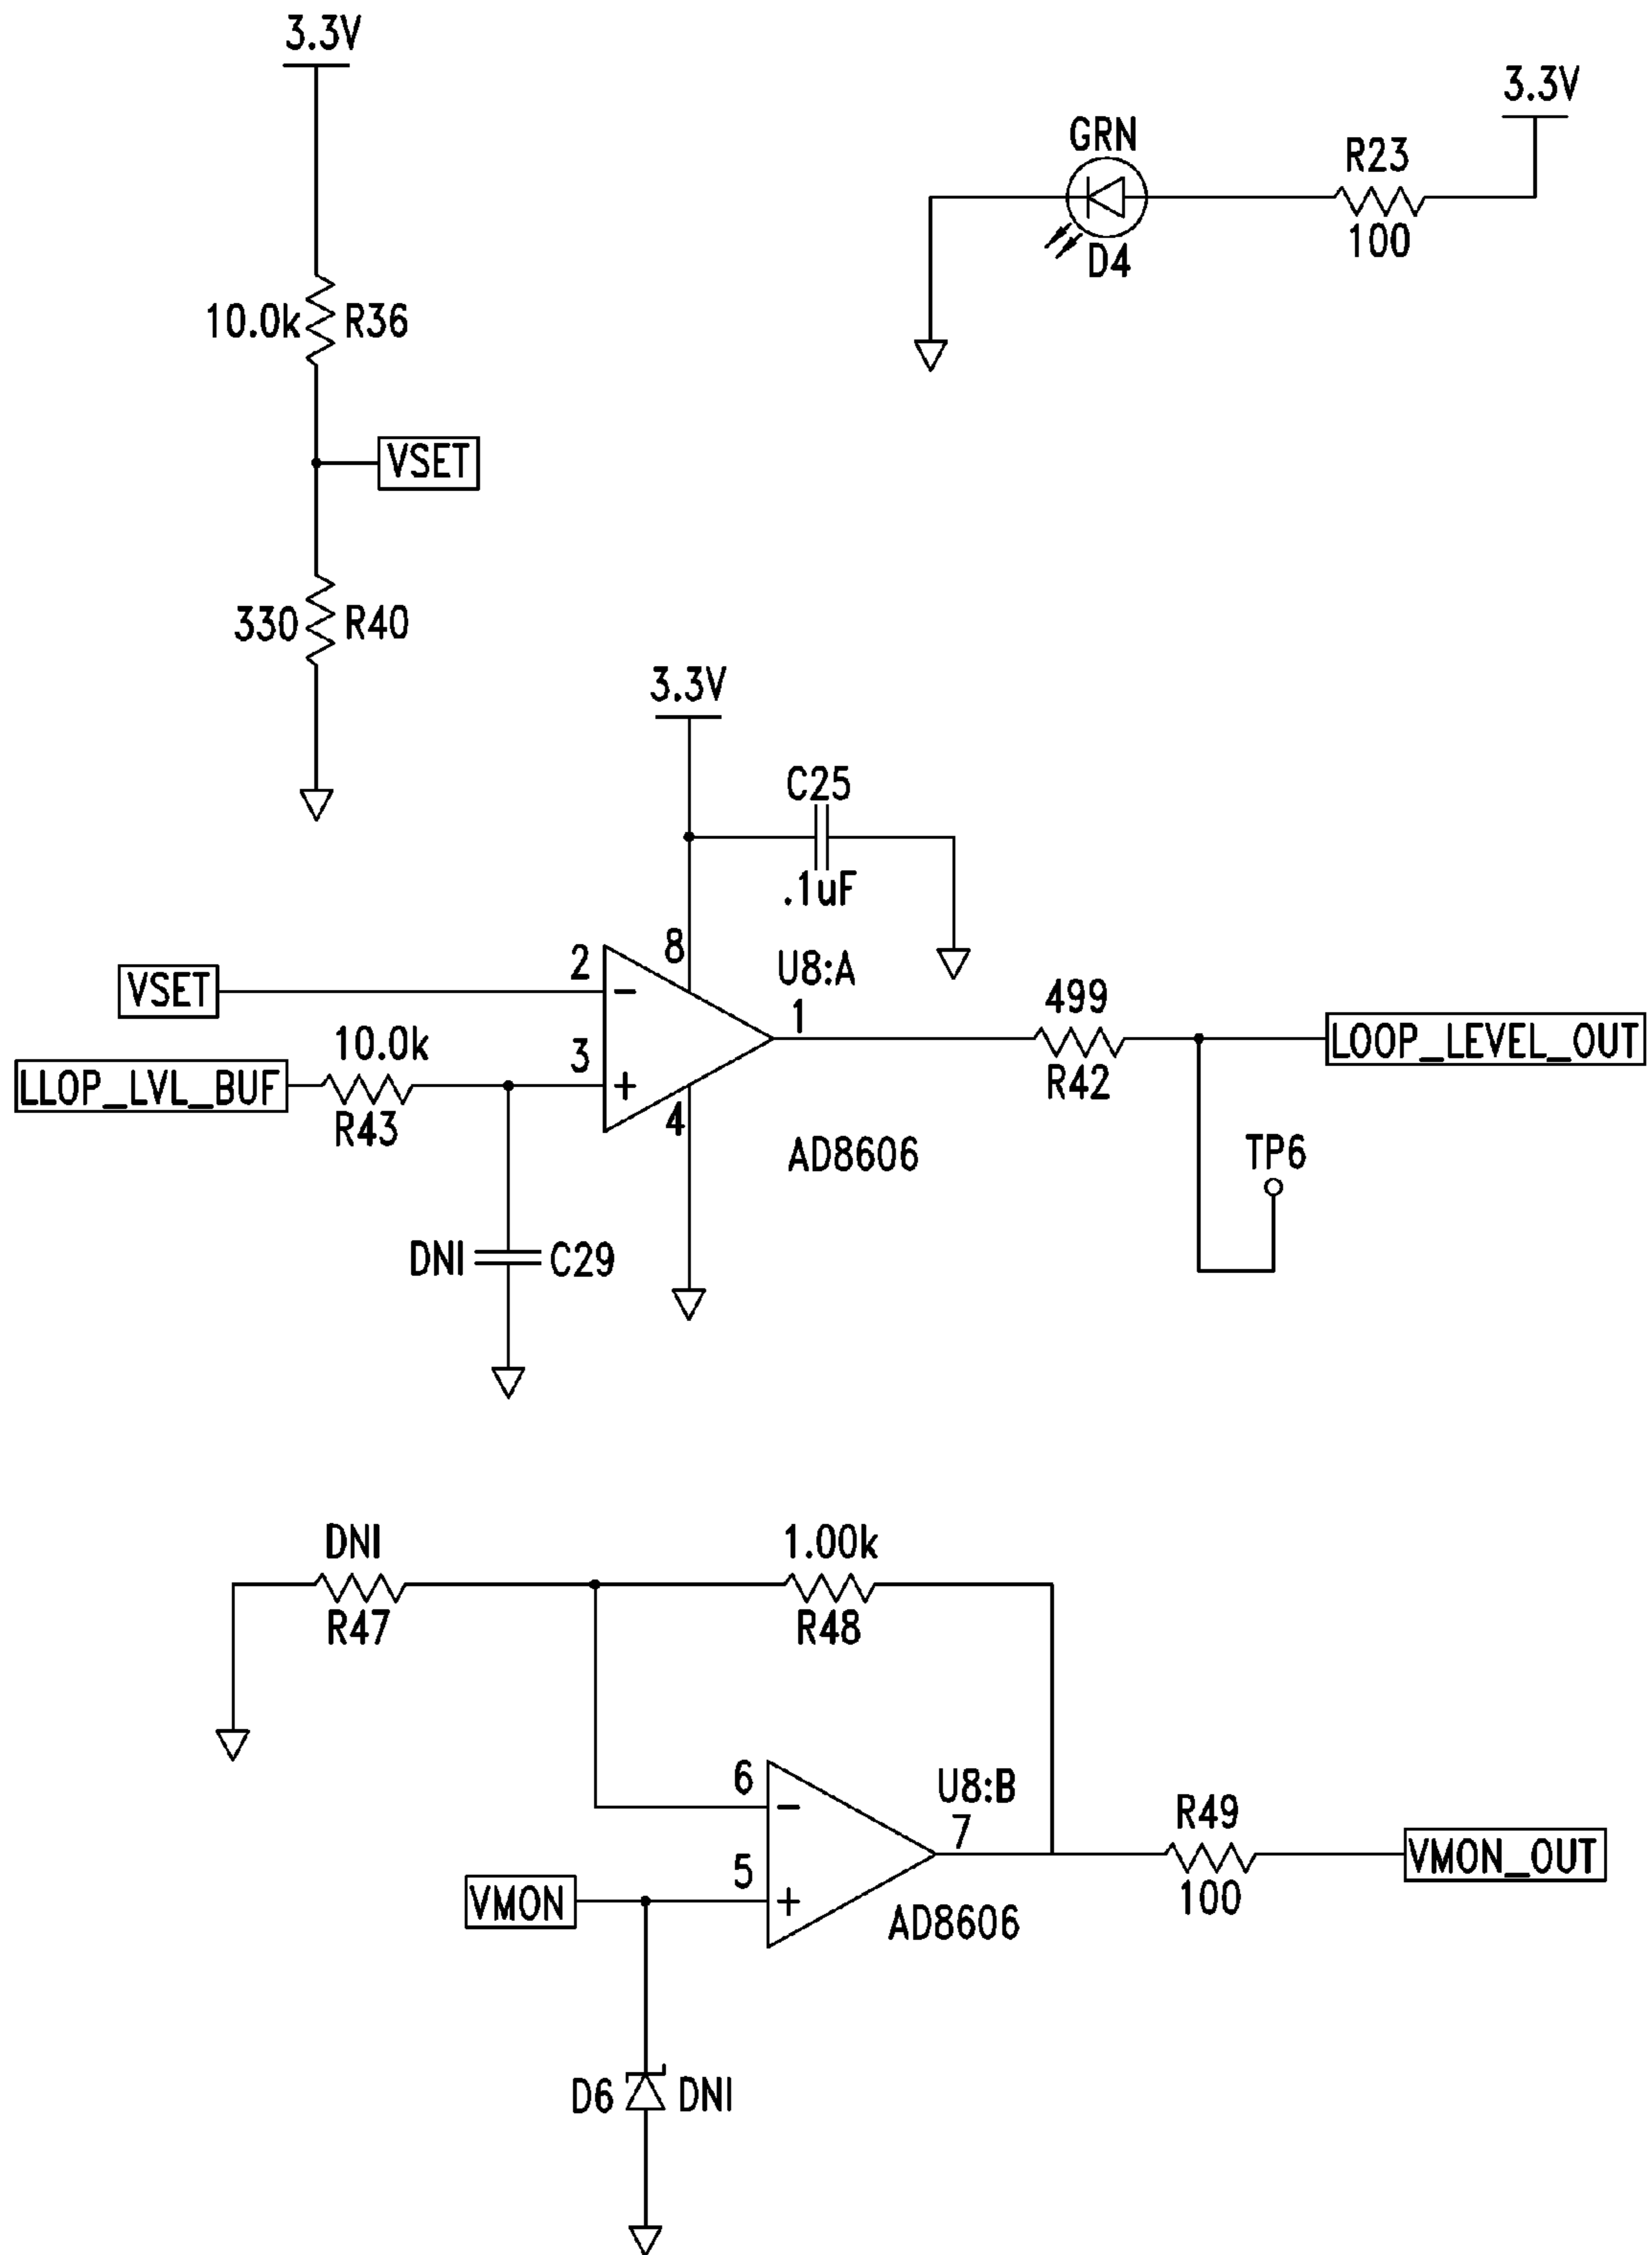 3.3V
3.3V
GRN
R23
100
D4
10.0k R36
VSET
330 R40
3.3V
C25
.1uF
2 8 U8:A
VSET
1
499
LOOP_LEVEL_OUT
10.0k
3
LLOP_LVL_BUF
R42
R43
4
AD8606
TP6
DNI C29
DNI
1.00k
R47
R48
6
U8:B
7
R49
VMON_OUT
5
VMON
100
AD8606
D6 DNI
- +
- +